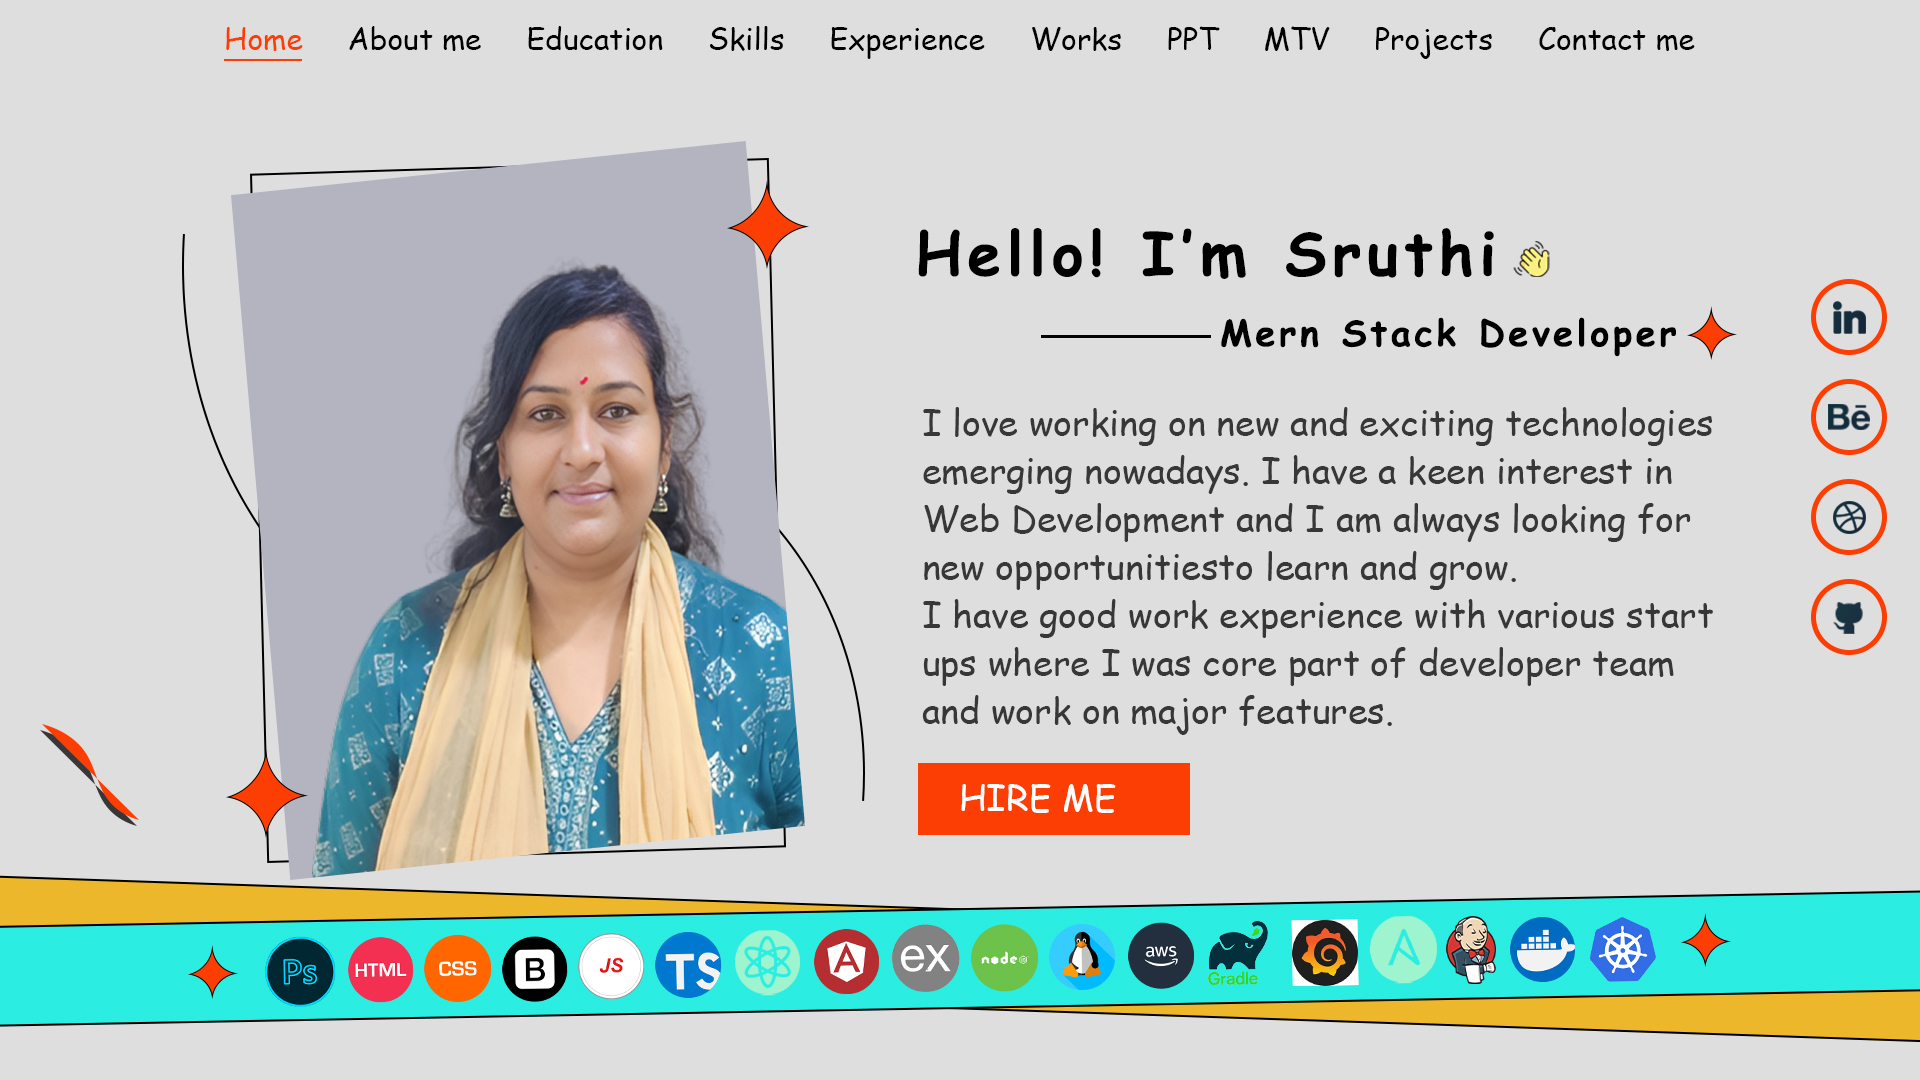 Home About me Education Skills Experience Works PPT MTV Projects Contact me
Hello! I'm Sruthi
Mern Stack Developer
I love working on new and exciting technologies
emerging nowadays. I have a keen interest in
Web Development and I am always looking for
new opportunitiesto learn and grow.
I have good work experience with various start
ups where I was core part of developer team
and work on major features.
HIRE ME
in
Bē
Ps HTML CSS B JS TS A ex node aws Gradle A